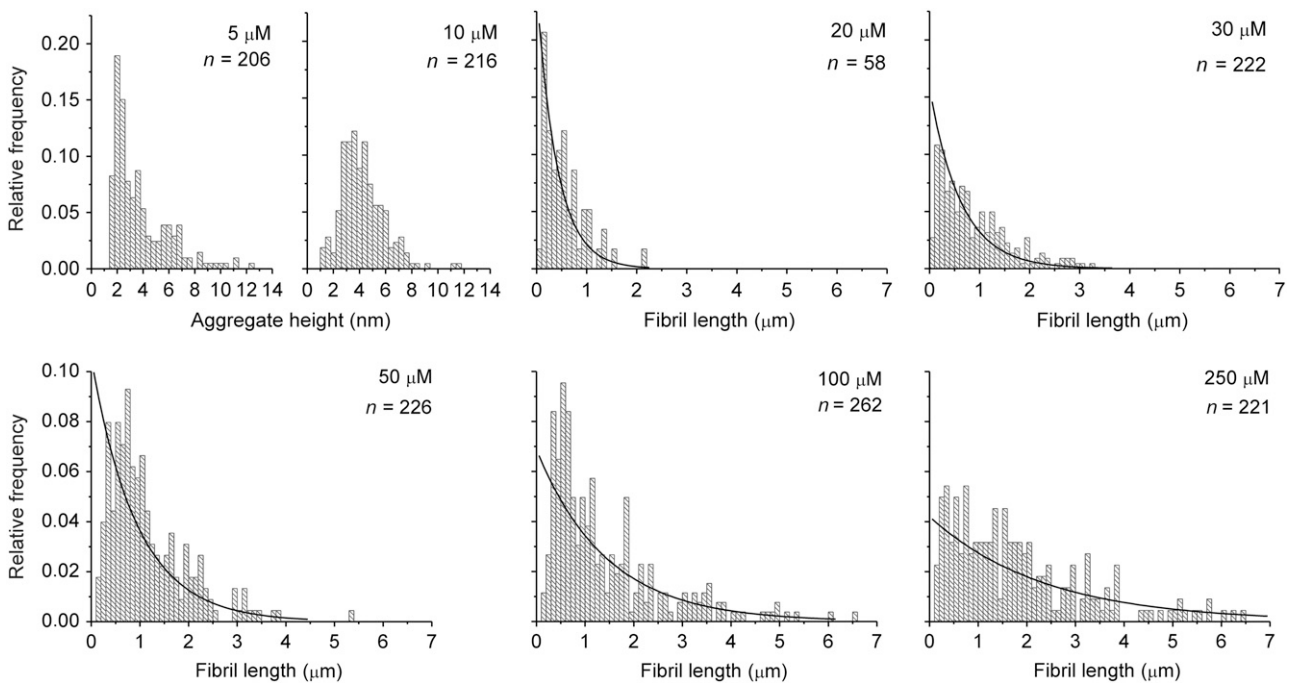 5 μM
n = 206
10 μM
n = 216
20 μM
n = 58
30 μM
n = 222
Relative frequency
0.20
0.15
0.10
0.05
0.00
0 2 4 6 8 10 12 14
0 2 4 6 8 10 12 14
Aggregate height (nm)
0 1 2 3 4 5 6 7
Fibril length (μm)
0 1 2 3 4 5 6 7
Fibril length (μm)
50 μM
n = 226
100 μM
n = 262
250 μM
n = 221
Relative frequency
0.10
0.08
0.06
0.04
0.02
0.00
0 1 2 3 4 5 6 7
Fibril length (μm)
0 1 2 3 4 5 6 7
Fibril length (μm)
0 1 2 3 4 5 6 7
Fibril length (μm)